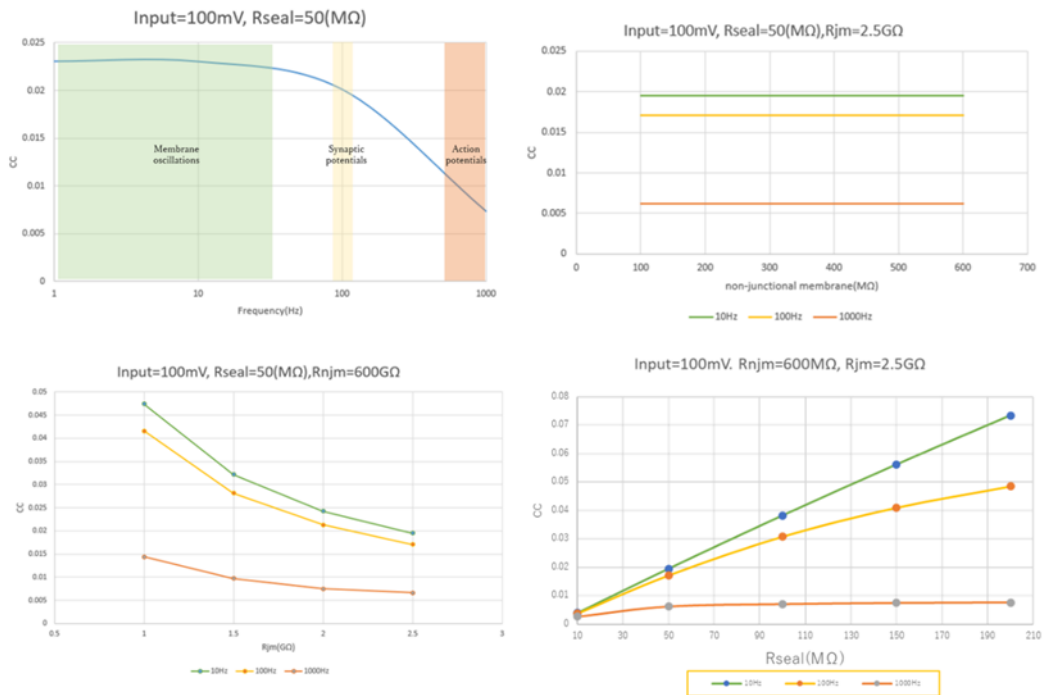 Input=100mV, Rseal=50(MΩ)
0.025
0.02
0.015
0.01
0.005
0
CC
Membrane
oscillations
Synaptic
potentials
Action
potentials
1 10 100 1000
Frequency(Hz)
Input=100mV, Rseal=50(MΩ),Rjm=2.5GΩ
0.025
0.02
0.015
0.01
0.005
0
CC
0 100 200 300 400 500 600 700
non-junctional membrane(MΩ)
10Hz 100Hz 1000Hz
Input=100mV, Rseal=50(MΩ),Rnjm=600GΩ
0.05
0.045
0.04
0.035
0.03
0.025
0.02
0.015
0.01
0.005
0
CC
0.5 1 1.5 2 2.5 3
Rjm(GΩ)
10Hz 100Hz 1000Hz
Input=100mV. Rnjm=600MΩ, Rjm=2.5GΩ
0.08
0.07
0.06
0.05
0.04
0.03
0.02
0.01
0
CC
10 30 50 70 90 110 130 150 170 190 210
Rseal(MΩ)
10Hz 100Hz 1000Hz